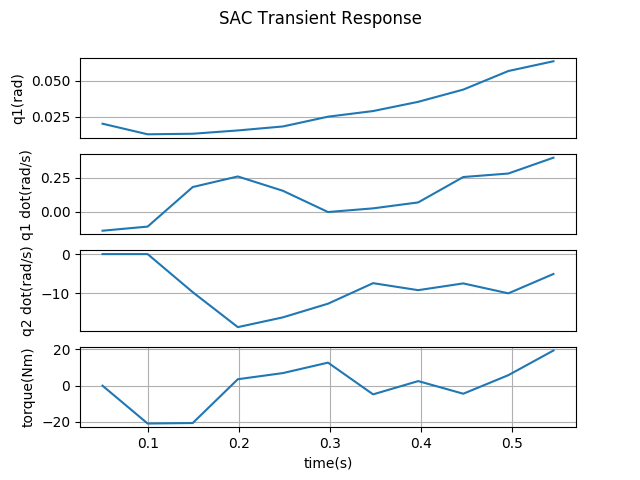 SAC Transient Response
q1(rad)
0.050
0.025
q1 dot(rad/s)
0.25
0.00
q2 dot(rad/s)
0
−10
torque(Nm)
20
0
−20
0.1 0.2 0.3 0.4 0.5
time(s)